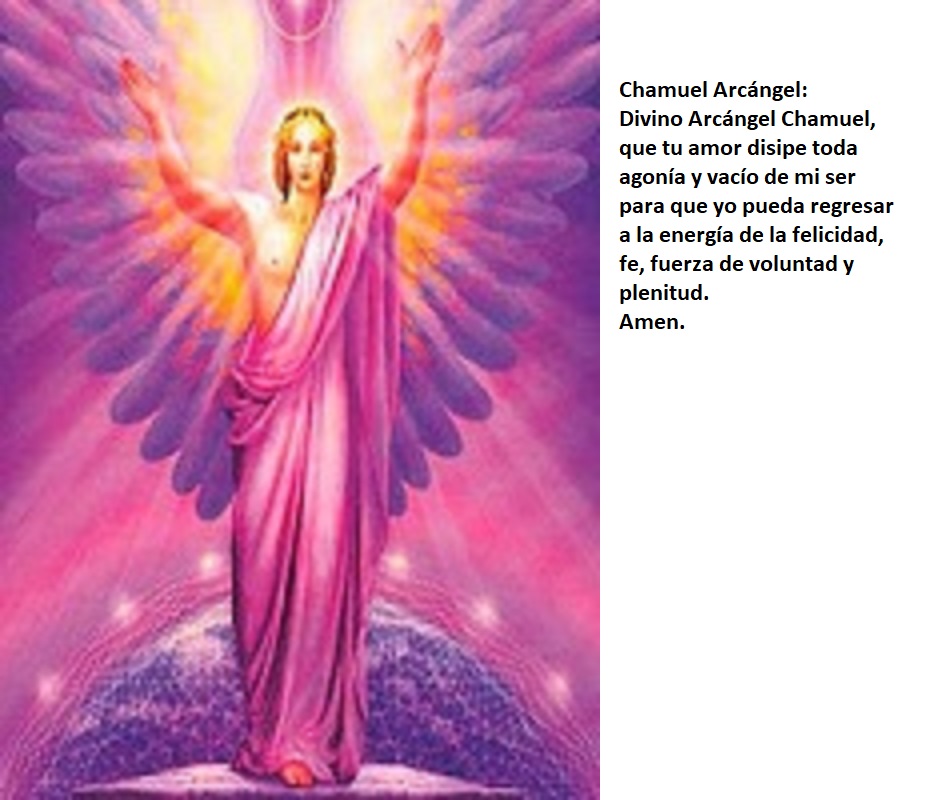 Chamuel Arcángel:
Divino Arcángel Chamuel,
que tu amor disipe toda
agonía y vacío de mi ser
para que yo pueda regresar
a la energía de la felicidad,
fe, fuerza de voluntad y
plenitud.
Amen.